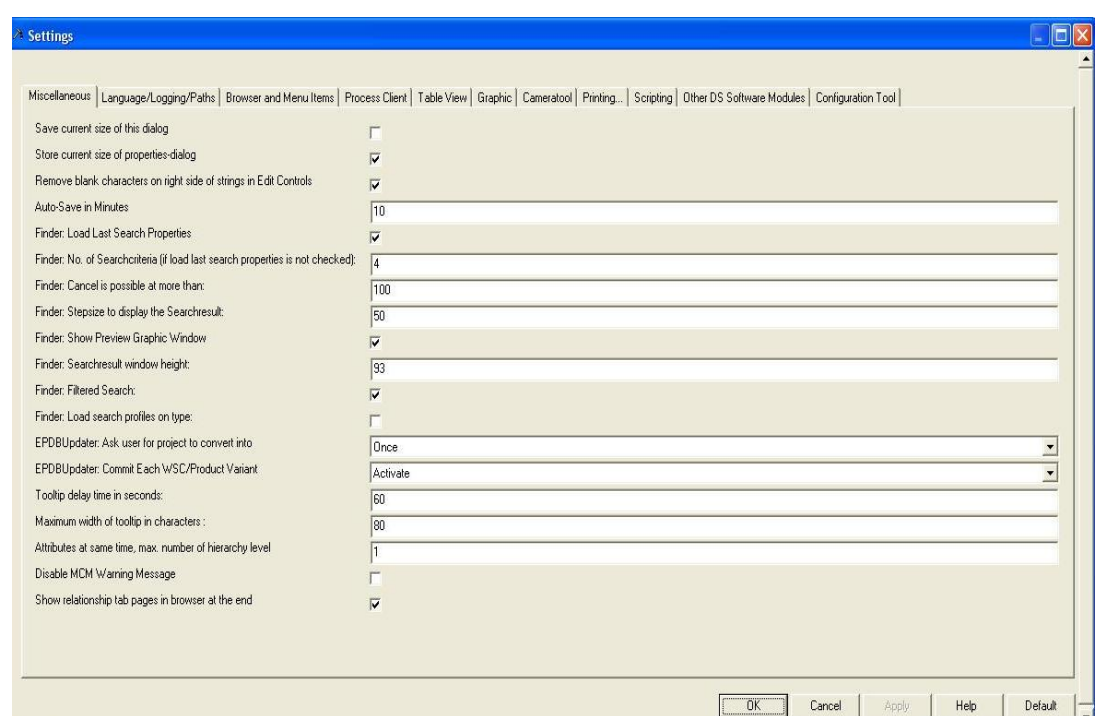 Settings
Miscellaneous Language/Logging/Paths Browser and Menu Items Process Client Table View Graphic Cameratool Printing... Scripting Other DS Software Modules Configuration Tool
Save current size of this dialog
Store current size of properties-dialog
Remove blank characters on right side of strings in Edit Controls
Auto-Save in Minutes 10
Finder: Load Last Search Properties
Finder: No. of Searchcriteria (if load last search properties is not checked): 4
Finder: Cancel is possible at more than: 100
Finder: Stepsize to display the Searchresult: 50
Finder: Show Preview Graphic Window
Finder: Searchresult window height: 93
Finder: Filtered Search:
Finder: Load search profiles on type:
EPDBUpdater: Ask user for project to convert into Once
EPDBUpdater: Commit Each WSC/Product Variant Activate
Tooltip delay time in seconds: 60
Maximum width of tooltip in characters : 80
Attributes at same time, max. number of hierarchy level 1
Disable MCM Warning Message
Show relationship tab pages in browser at the end
OK Cancel Apply Help Default